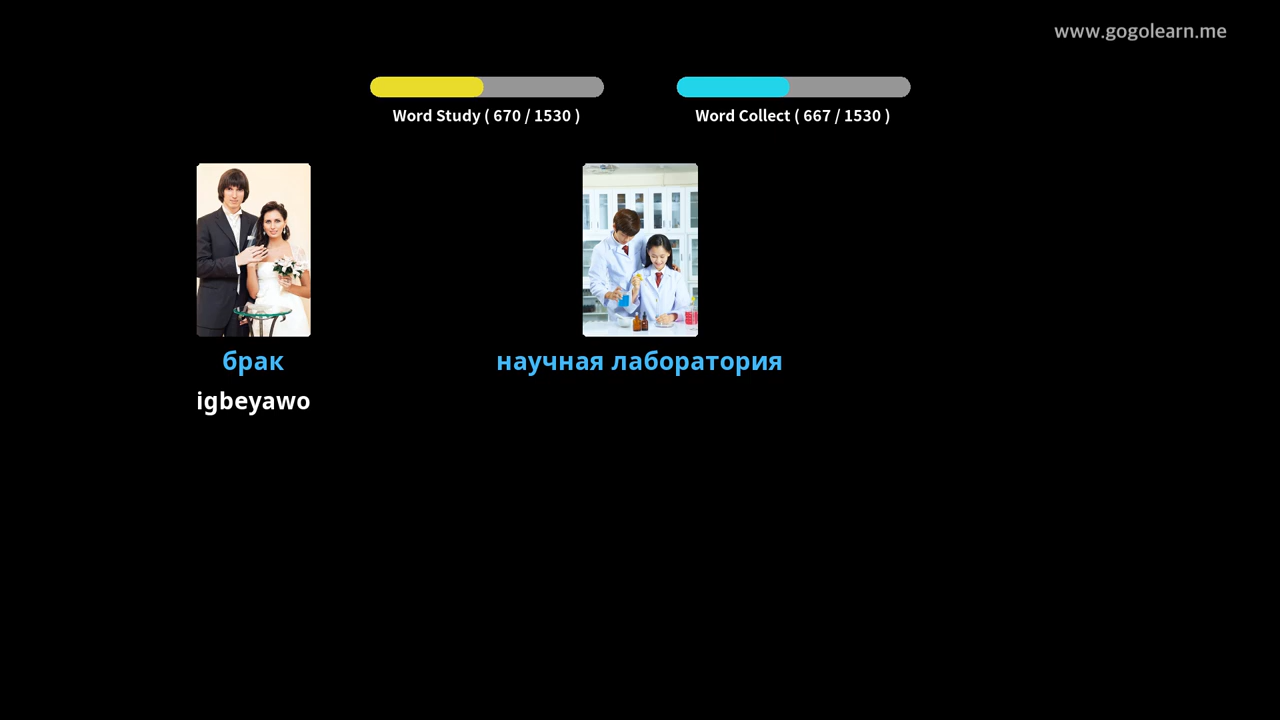 www.gogolearn.me
Word Study ( 670 / 1530 )
Word Collect ( 667 / 1530 )
брак
научная лаборатория
igbeyawo